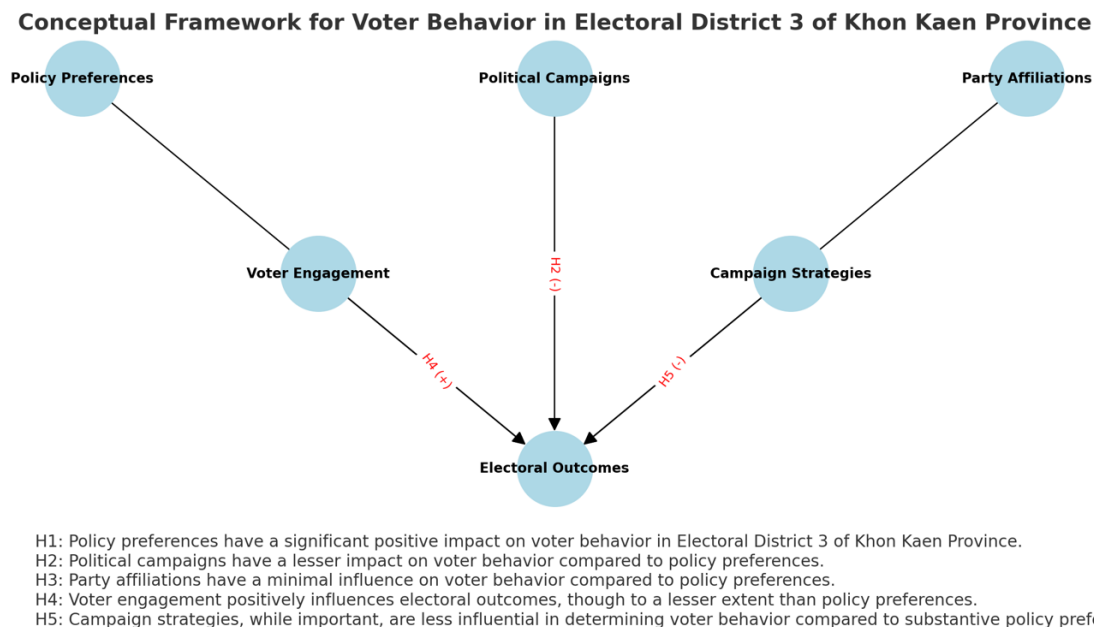 Conceptual Framework for Voter Behavior in Electoral District 3 of Khon Kaen Province
Policy Preferences
Political Campaigns
Party Affiliations
Voter Engagement
Campaign Strategies
H2 (-)
H4 (+)
H5 (-)
Electoral Outcomes
H1: Policy preferences have a significant positive impact on voter behavior in Electoral District 3 of Khon Kaen Province.
H2: Political campaigns have a lesser impact on voter behavior compared to policy preferences.
H3: Party affiliations have a minimal influence on voter behavior compared to policy preferences.
H4: Voter engagement positively influences electoral outcomes, though to a lesser extent than policy preferences.
H5: Campaign strategies, while important, are less influential in determining voter behavior compared to substantive policy